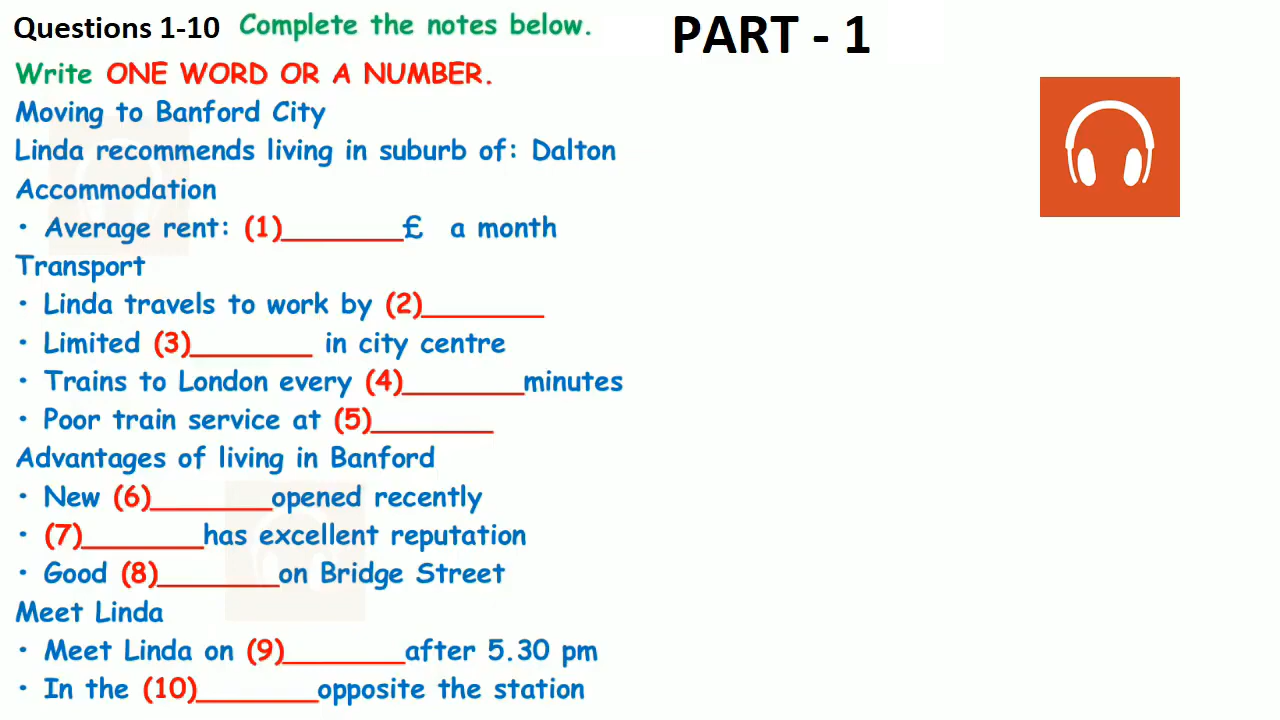 Questions 1-10 Complete the notes below.
PART - 1
Write ONE WORD OR A NUMBER.
Moving to Banford City
Linda recommends living in suburb of: Dalton
Accommodation
• Average rent: (1)________£ a month
Transport
• Linda travels to work by (2)________
• Limited (3)________ in city centre
• Trains to London every (4)________minutes
• Poor train service at (5)________
Advantages of living in Banford
• New (6)________opened recently
• (7)________has excellent reputation
• Good (8)________on Bridge Street
Meet Linda
• Meet Linda on (9)________after 5.30 pm
• In the (10)________opposite the station